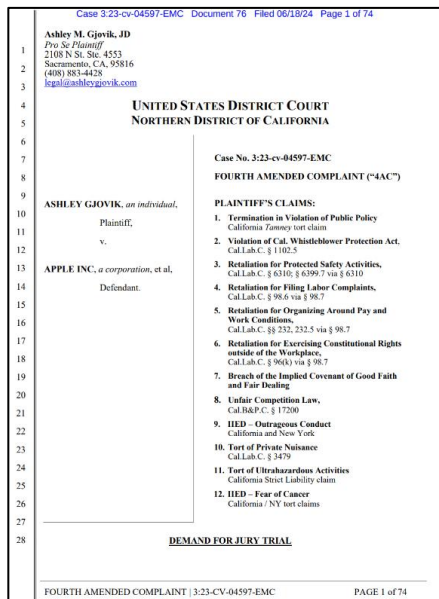 Case 3:23-cv-04597-EMC Document 76 Filed 06/18/24 Page 1 of 74
Ashley M. Gjovik, JD
1 Pro Se Plaintiff
2108 N St. Ste. 4553
2 Sacramento, CA, 95816
(408) 883-4428
3 legal@ashleygjovik.com
4 UNITED STATES DISTRICT COURT
5 NORTHERN DISTRICT OF CALIFORNIA
6
7 Case No. 3:23-cv-04597-EMC
8 FOURTH AMENDED COMPLAINT ("4AC")
9
ASHLEY GJOVIK, an individual,
10 Plaintiff,
11 v.
12
13 APPLE INC, a corporation, et al,
14 Defendant.
15
16
17
18
19
20
21
22
23
24
25
26
27
PLAINTIFF'S CLAIMS:
1. Termination in Violation of Public Policy
California Tamney tort claim
2. Violation of Cal. Whistleblower Protection Act,
Cal.Lab.C. § 1102.5
3. Retaliation for Protected Safety Activities,
Cal.Lab.C. § 6310; § 6399.7 via § 6310
4. Retaliation for Filing Labor Complaints,
Cal.Lab.C. § 98.6 via § 98.7
5. Retaliation for Organizing Around Pay and
Work Conditions,
Cal.Lab.C. §§ 232, 232.5 via § 98.7
6. Retaliation for Exercising Constitutional Rights
outside of the Workplace,
Cal.Lab.C. § 96(k) via § 98.7
7. Breach of the Implied Covenant of Good Faith
and Fair Dealing
8. Unfair Competition Law,
Cal.B&P.C. § 17200
9. IIED – Outrageous Conduct
California and New York
10. Tort of Private Nuisance
Cal.Lab.C. § 3479
11. Tort of Ultrahazardous Activities
California Strict Liability claim
12. IIED – Fear of Cancer
California / NY tort claims
28 DEMAND FOR JURY TRIAL
FOURTH AMENDED COMPLAINT | 3:23-CV-04597-EMC PAGE 1 of 74